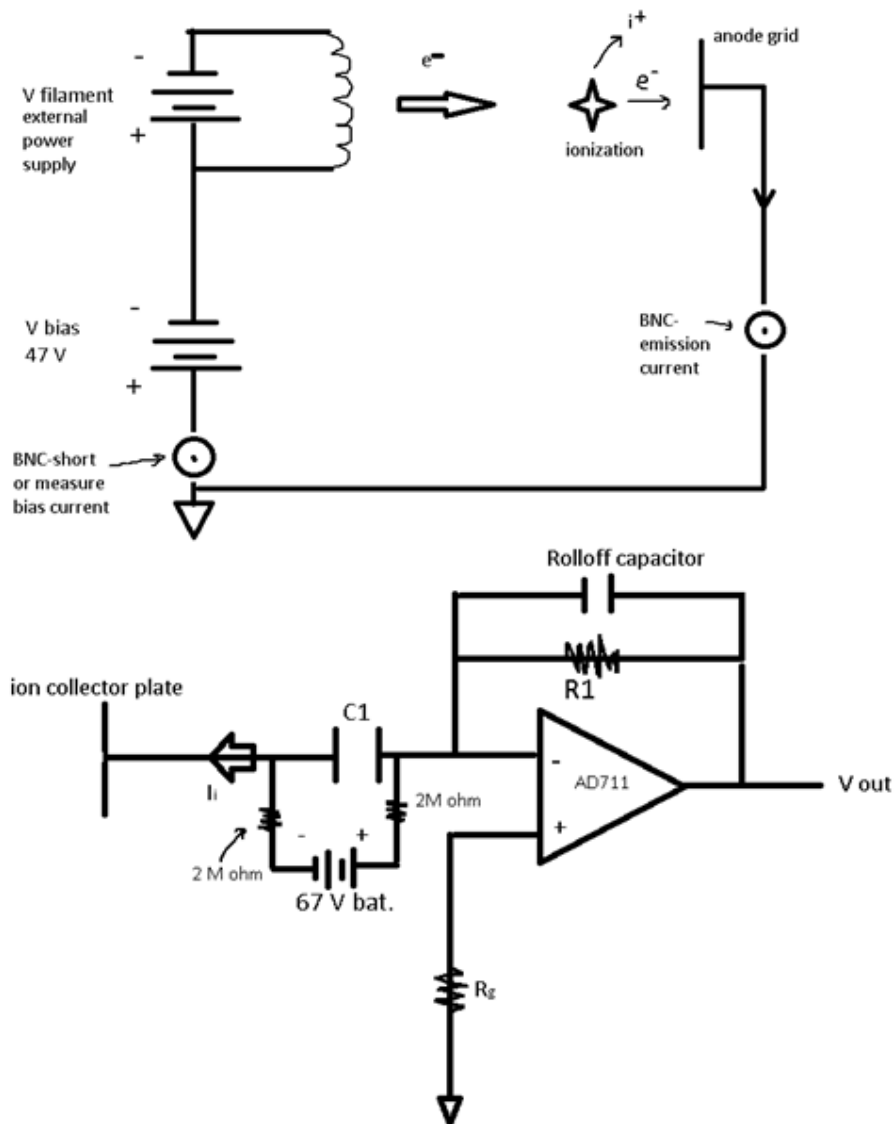 -
V filament
external
power
supply
+
e-
i+
e-
ionization
anode grid
-
V bias
47 V
+
BNC-
emission
current
BNC-short
or measure
bias current
Rolloff capacitor
R1
ion collector plate
C1
Ii
2M ohm
2 M ohm
-
+
67 V bat.
-
AD711
+
V out
Rg